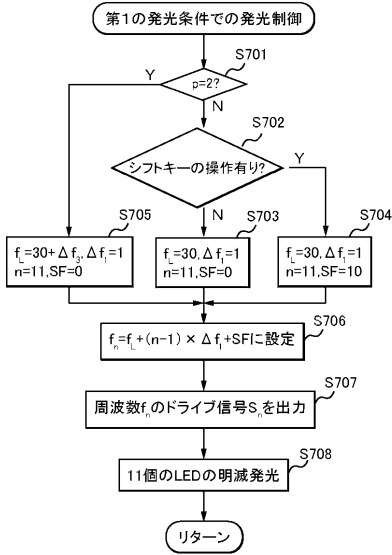 第1の発光条件での発光制御
S701
Y
p=2?
N
S702
シフトキーの操作有り?
Y
N
S705
S703
S704
fL=30+Δf3,Δf1=1
n=11,SF=0
fL=30,Δf1=1
n=11,SF=0
fL=30,Δf1=1
n=11,SF=10
S706
fn=fL+(n-1)×Δf1+SFに設定
S707
周波数fnのドライブ信号Snを出力
S708
11個のLEDの明滅発光
リターン